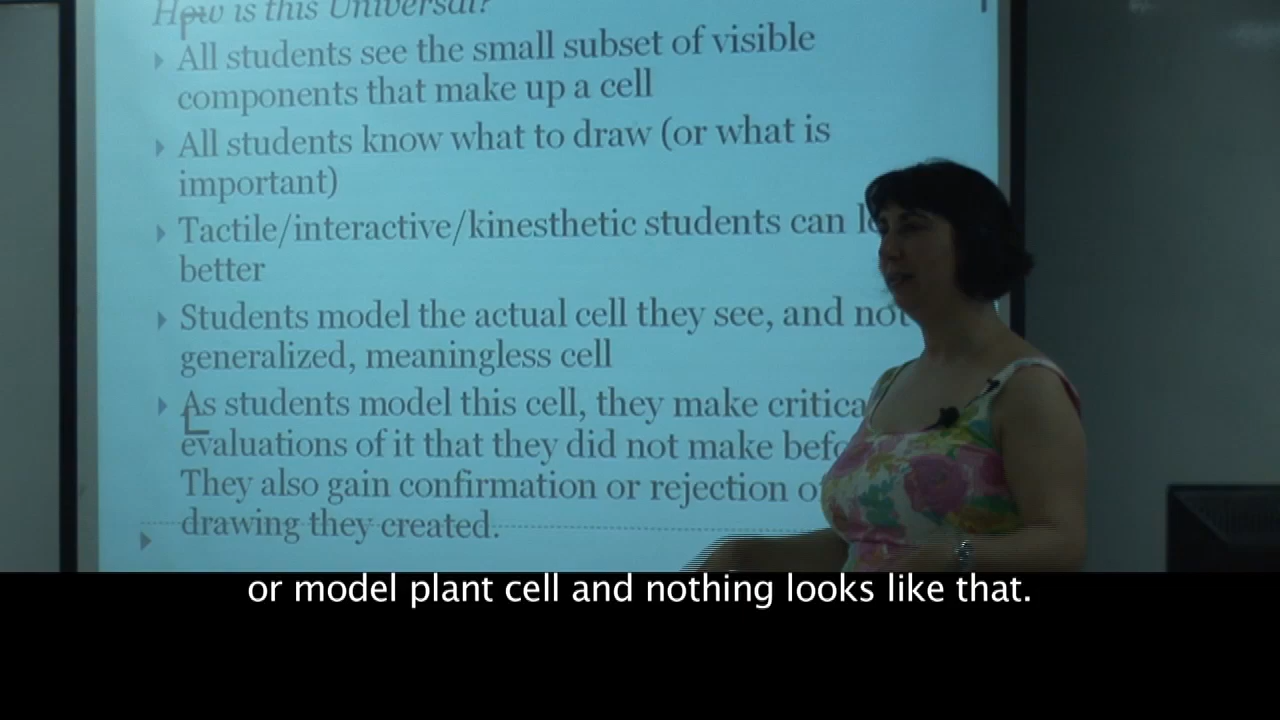 How is this Universal?
All students see the small subset of visible
components that make up a cell
All students know what to draw (or what is
important)
Tactile/interactive/kinesthetic students can
better
Students model the actual cell they see, and not
generalized, meaningless cell
As students model this cell, they make
evaluations of it that they did not make
They also gain confirmation or rejection
drawing they created.
or model plant cell and nothing looks like that.